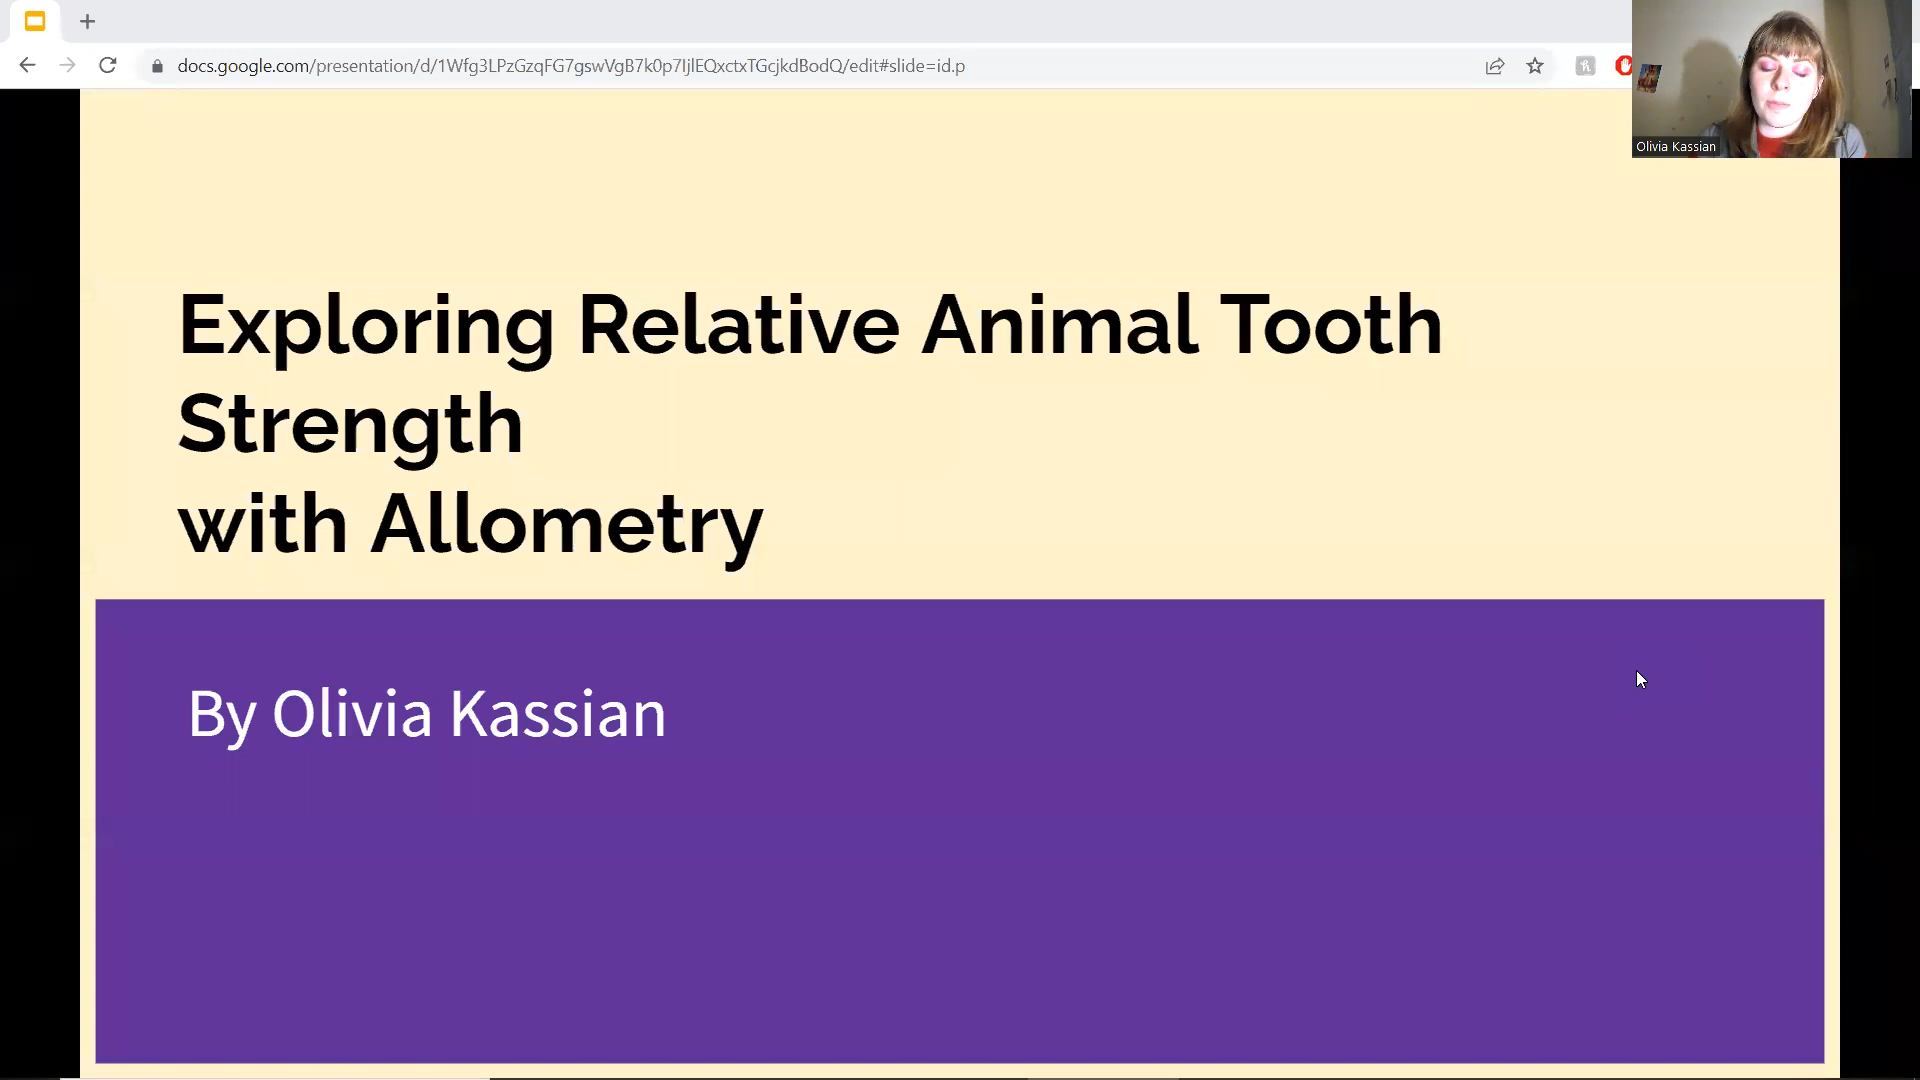 docs.google.com/presentation/d/1Wfg3LPzGzqFG7gswVgB7k0p7IjlEQxctxTGcjkdBodQ/edit#slide=id.p
Olivia Kassian
Exploring Relative Animal Tooth
Strength
with Allometry
By Olivia Kassian